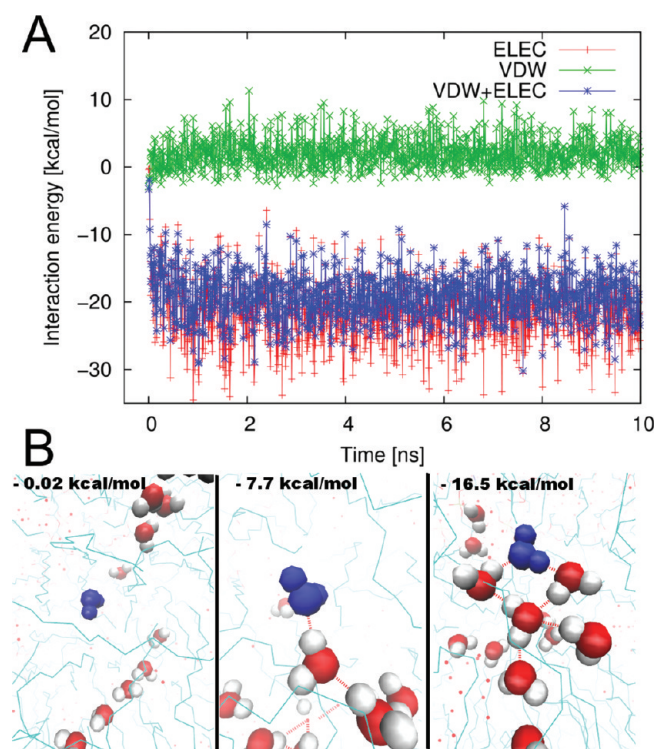 A
20
10
0
-10
-20
-30
Interaction energy [kcal/mol]
ELEC
VDW
VDW+ELEC
0 2 4 6 8 10
Time [ns]
B
- 0.02 kcal/mol
- 7.7 kcal/mol
- 16.5 kcal/mol